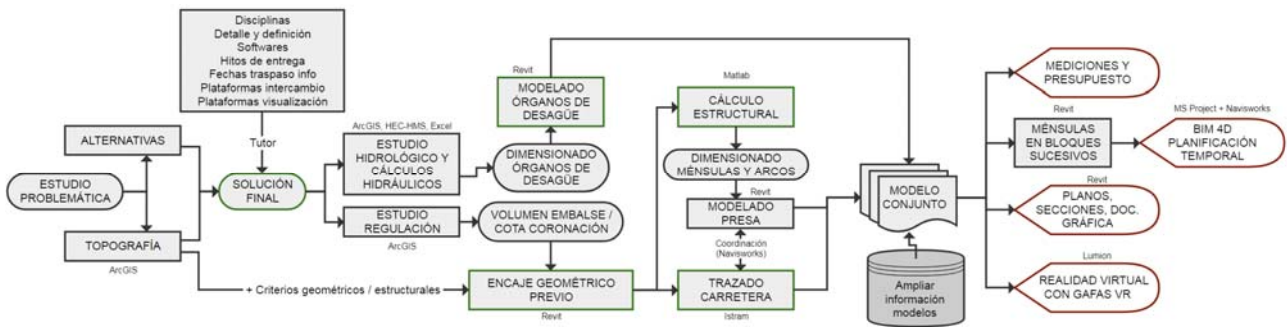 Disciplinas
Detalle y definición
Softwares
Hitos de entrega
Fechas traspaso info
Plataformas intercambio
Plataformas visualización
Tutor
ALTERNATIVAS
ESTUDIO
PROBLEMÁTICA
TOPOGRAFÍA
ArcGIS
SOLUCIÓN
FINAL
ArcGIS, HEC-HMS, Excel
ESTUDIO
HIDROLÓGICO Y
CÁLCULOS
HIDRÁULICOS
ESTUDIO
REGULACIÓN
ArcGIS
+ Criterios geométricos / estructurales
Revit
MODELADO
ÓRGANOS DE
DESAGÜE
DIMENSIONADO
ÓRGANOS DE
DESAGÜE
VOLUMEN EMBALSE /
COTA CORONACIÓN
ENCAJE GEOMÉTRICO
PREVIO
Revit
Matlab
CÁLCULO
ESTRUCTURAL
DIMENSIONADO
MÉNSULAS Y ARCOS
Revit
MODELADO
PRESA
Coordinación
(Navisworks)
TRAZADO
CARRETERA
Istram
MODELO
CONJUNTO
Ampliar
información
modelos
MEDICIONES Y
PRESUPUESTO
Revit
MÉNSULAS
EN BLOQUES
SUCESIVOS
MS Project + Navisworks
BIM 4D
PLANIFICACIÓN
TEMPORAL
Revit
PLANOS,
SECCIONES, DOC.
GRÁFICA
Lumion
REALIDAD VIRTUAL
CON GAFAS VR